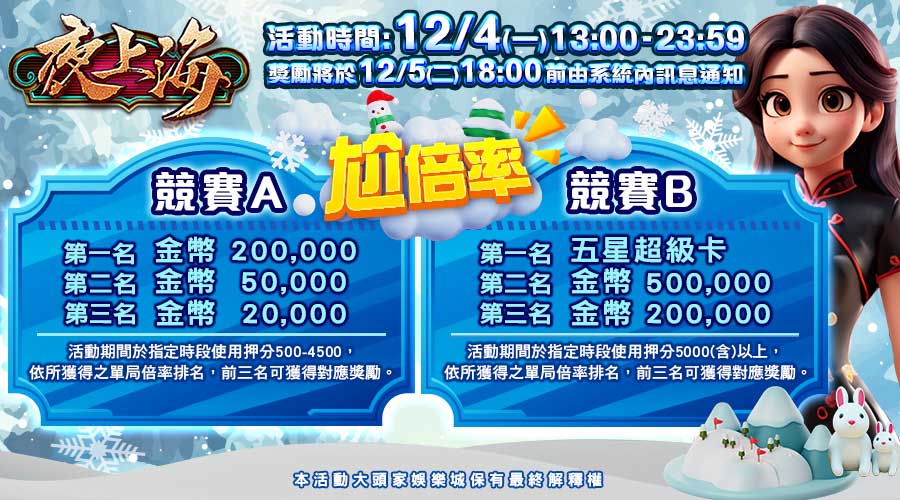 夜上海
活動時間:12/4(一)13:00-23:59
獎勵將於12/5(二)18:00前由系統內訊息通知
尬倍率
競賽A
第一名 金幣 200,000
第二名 金幣 50,000
第三名 金幣 20,000
活動期間於指定時段使用押分500-4500，
依所獲得之單局倍率排名，前三名可獲得對應獎勵。
競賽B
第一名 五星超級卡
第二名 金幣 500,000
第三名 金幣 200,000
活動期間於指定時段使用押分5000(含)以上，
依所獲得之單局倍率排名，前三名可獲得對應獎勵。
本活動大頭家娛樂城保有最終解釋權